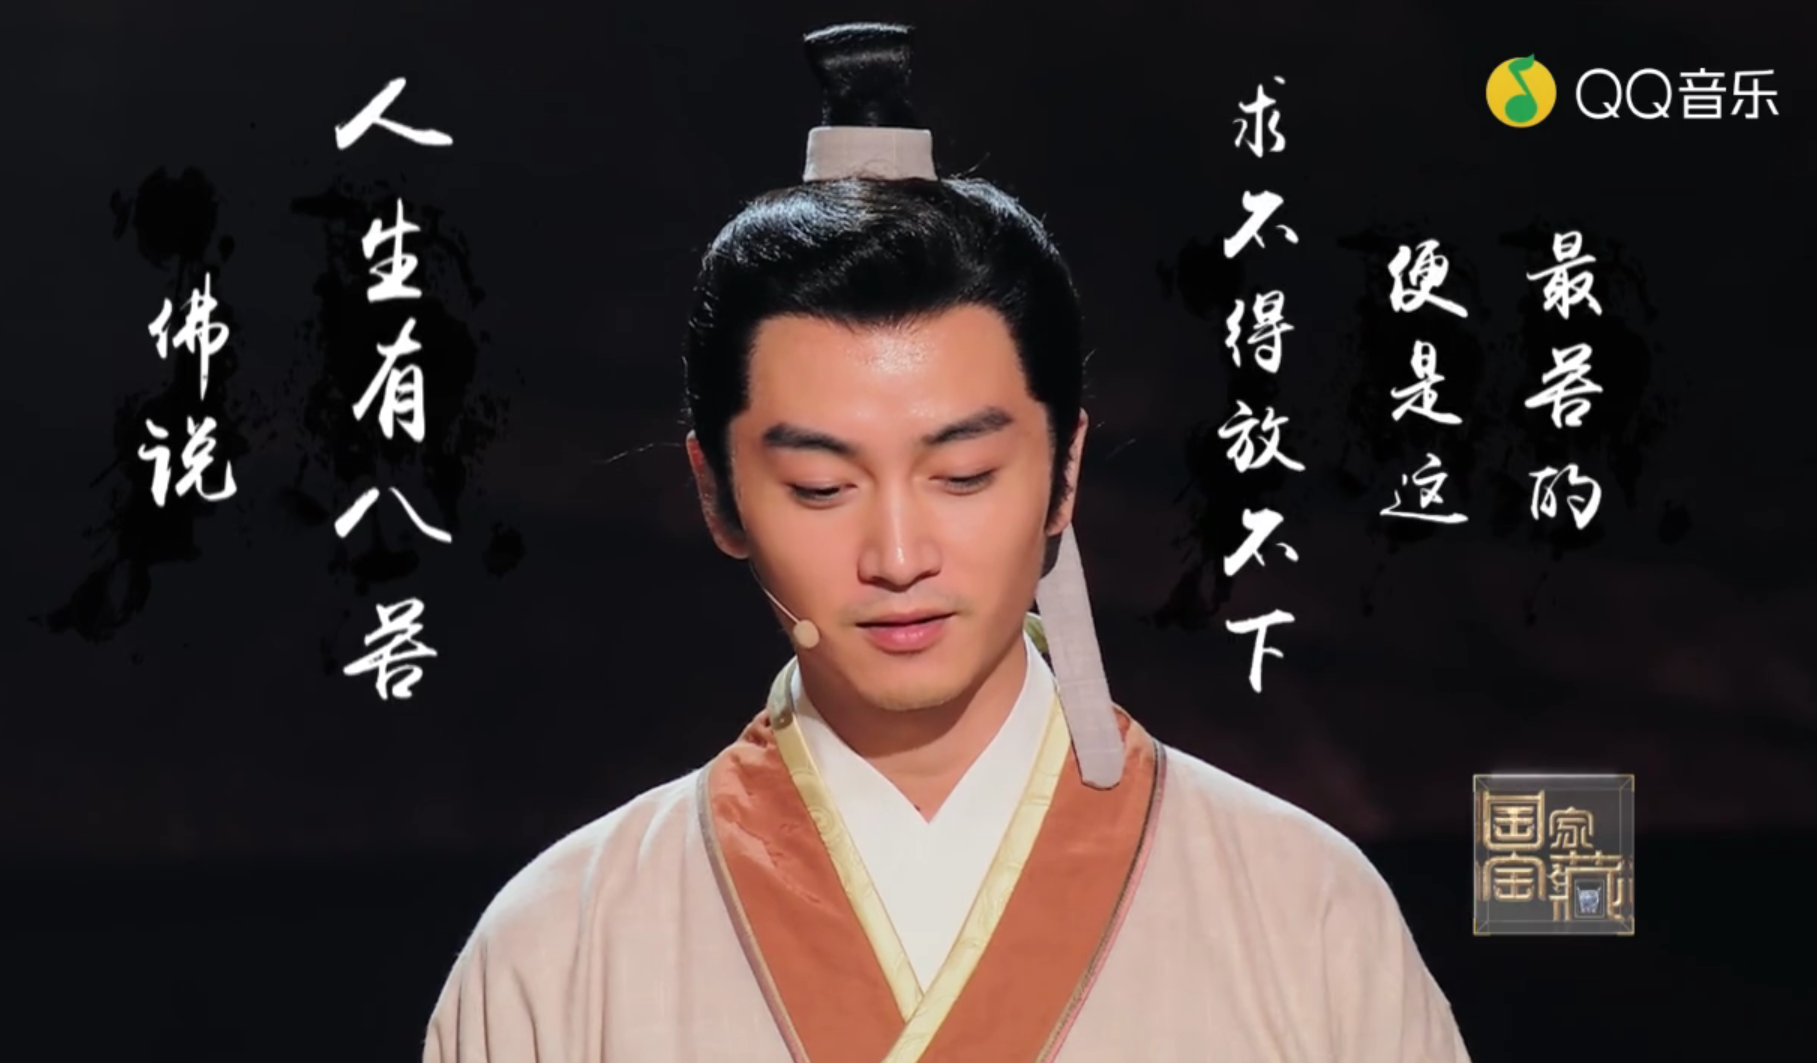 佛说
人生有八苦
最苦的
便是这
求不得放不下
QQ音乐
国家
宝藏